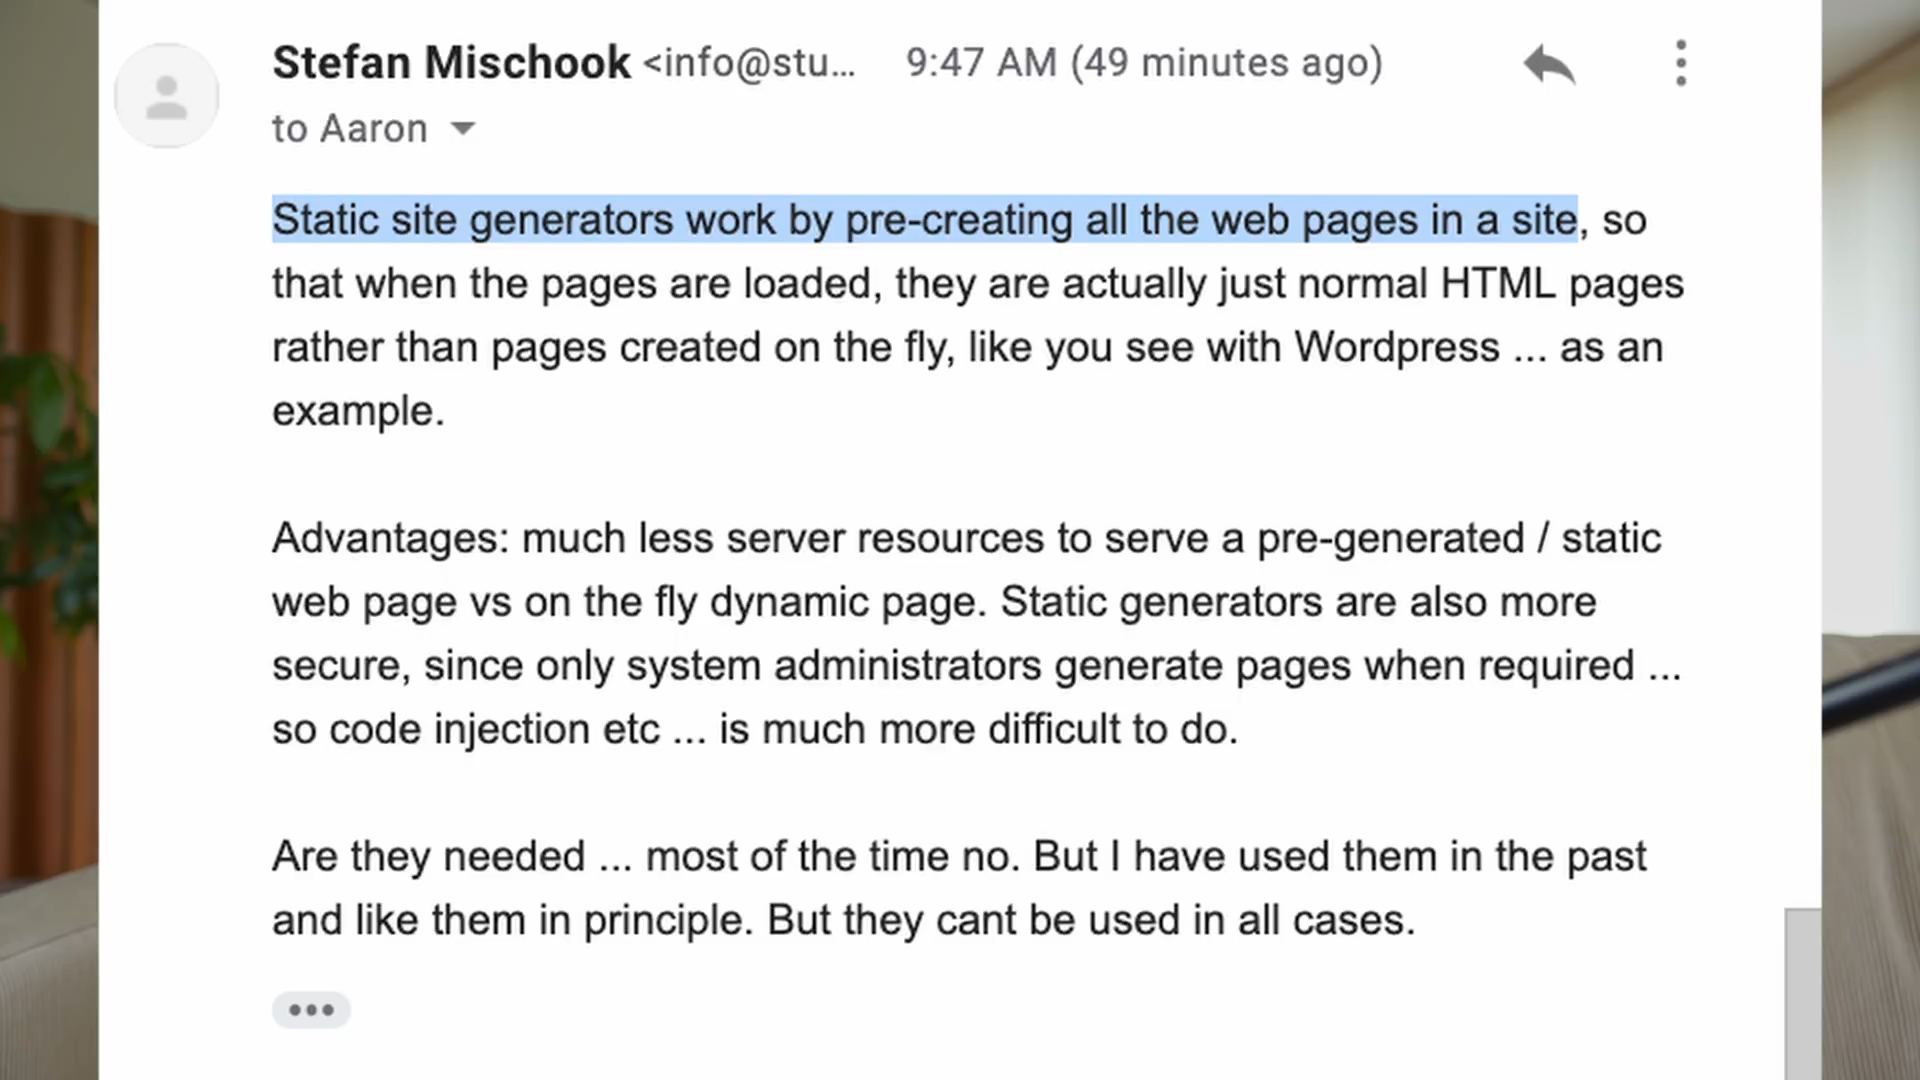 Stefan Mischook <info@stu... 9:47 AM (49 minutes ago)
to Aaron
Static site generators work by pre-creating all the web pages in a site, so
that when the pages are loaded, they are actually just normal HTML pages
rather than pages created on the fly, like you see with Wordpress ... as an
example.
Advantages: much less server resources to serve a pre-generated / static
web page vs on the fly dynamic page. Static generators are also more
secure, since only system administrators generate pages when required ...
so code injection etc ... is much more difficult to do.
Are they needed ... most of the time no. But I have used them in the past
and like them in principle. But they cant be used in all cases.